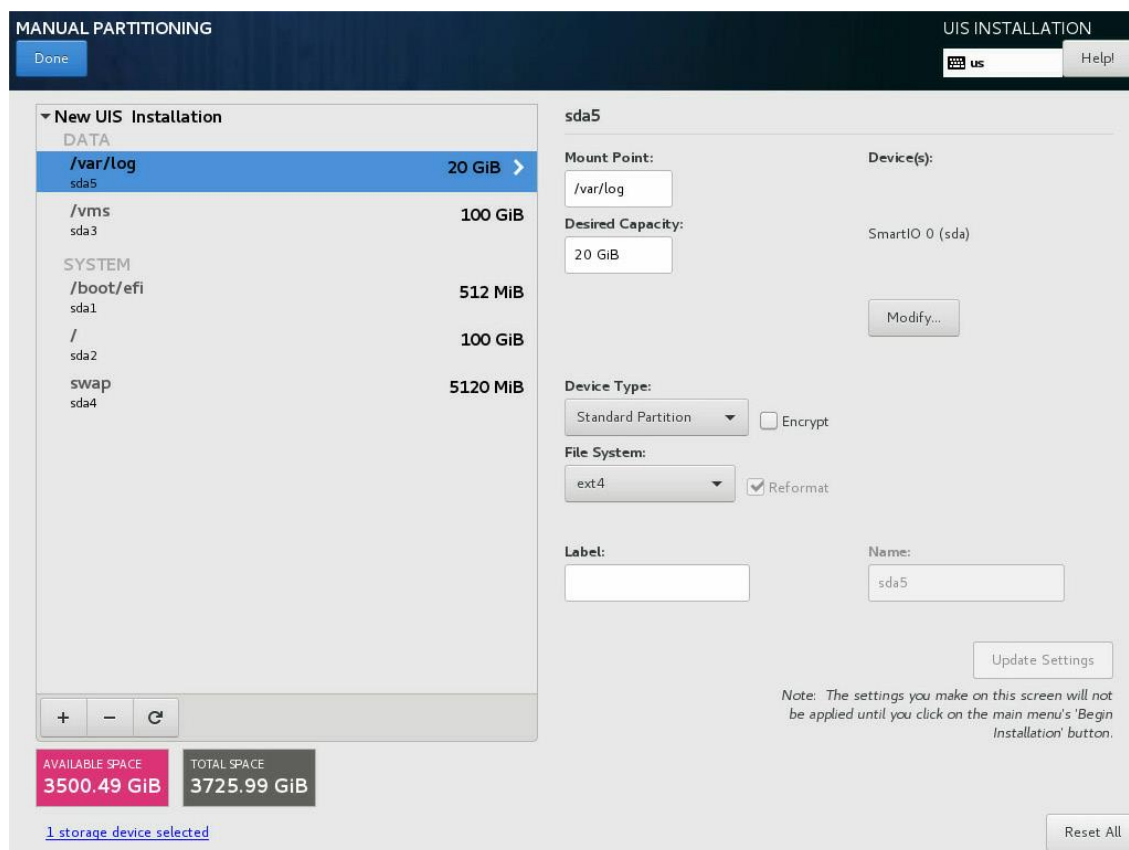 MANUAL PARTITIONING
UIS INSTALLATION
Done
us
Help!
New UIS Installation
DATA
/var/log
20 GiB
sda5
/vms
100 GiB
sda3
SYSTEM
/boot/efi
512 MiB
sda1
/
100 GiB
sda2
swap
5120 MiB
sda4
AVAILABLE SPACE
3500.49 GiB
TOTAL SPACE
3725.99 GiB
1 storage device selected
sda5
Mount Point:
/var/log
Device(s):
Desired Capacity:
20 GiB
SmartIO 0 (sda)
Modify...
Device Type:
Standard Partition
Encrypt
File System:
ext4
Reformat
Label:
Name:
sda5
Update Settings
Note: The settings you make on this screen will not
be applied until you click on the main menu's 'Begin
Installation' button.
Reset All